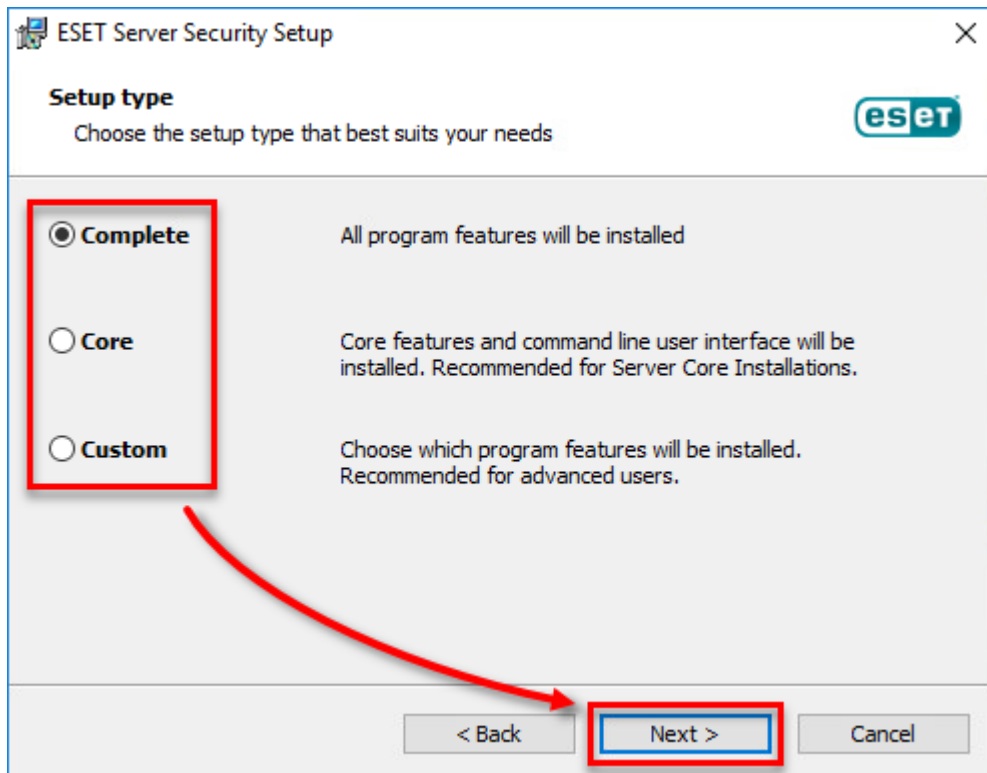 ESET Server Security Setup
Setup type
Choose the setup type that best suits your needs
eset
Complete
All program features will be installed
Core
Core features and command line user interface will be
installed. Recommended for Server Core Installations.
Custom
Choose which program features will be installed.
Recommended for advanced users.
< Back
Next >
Cancel